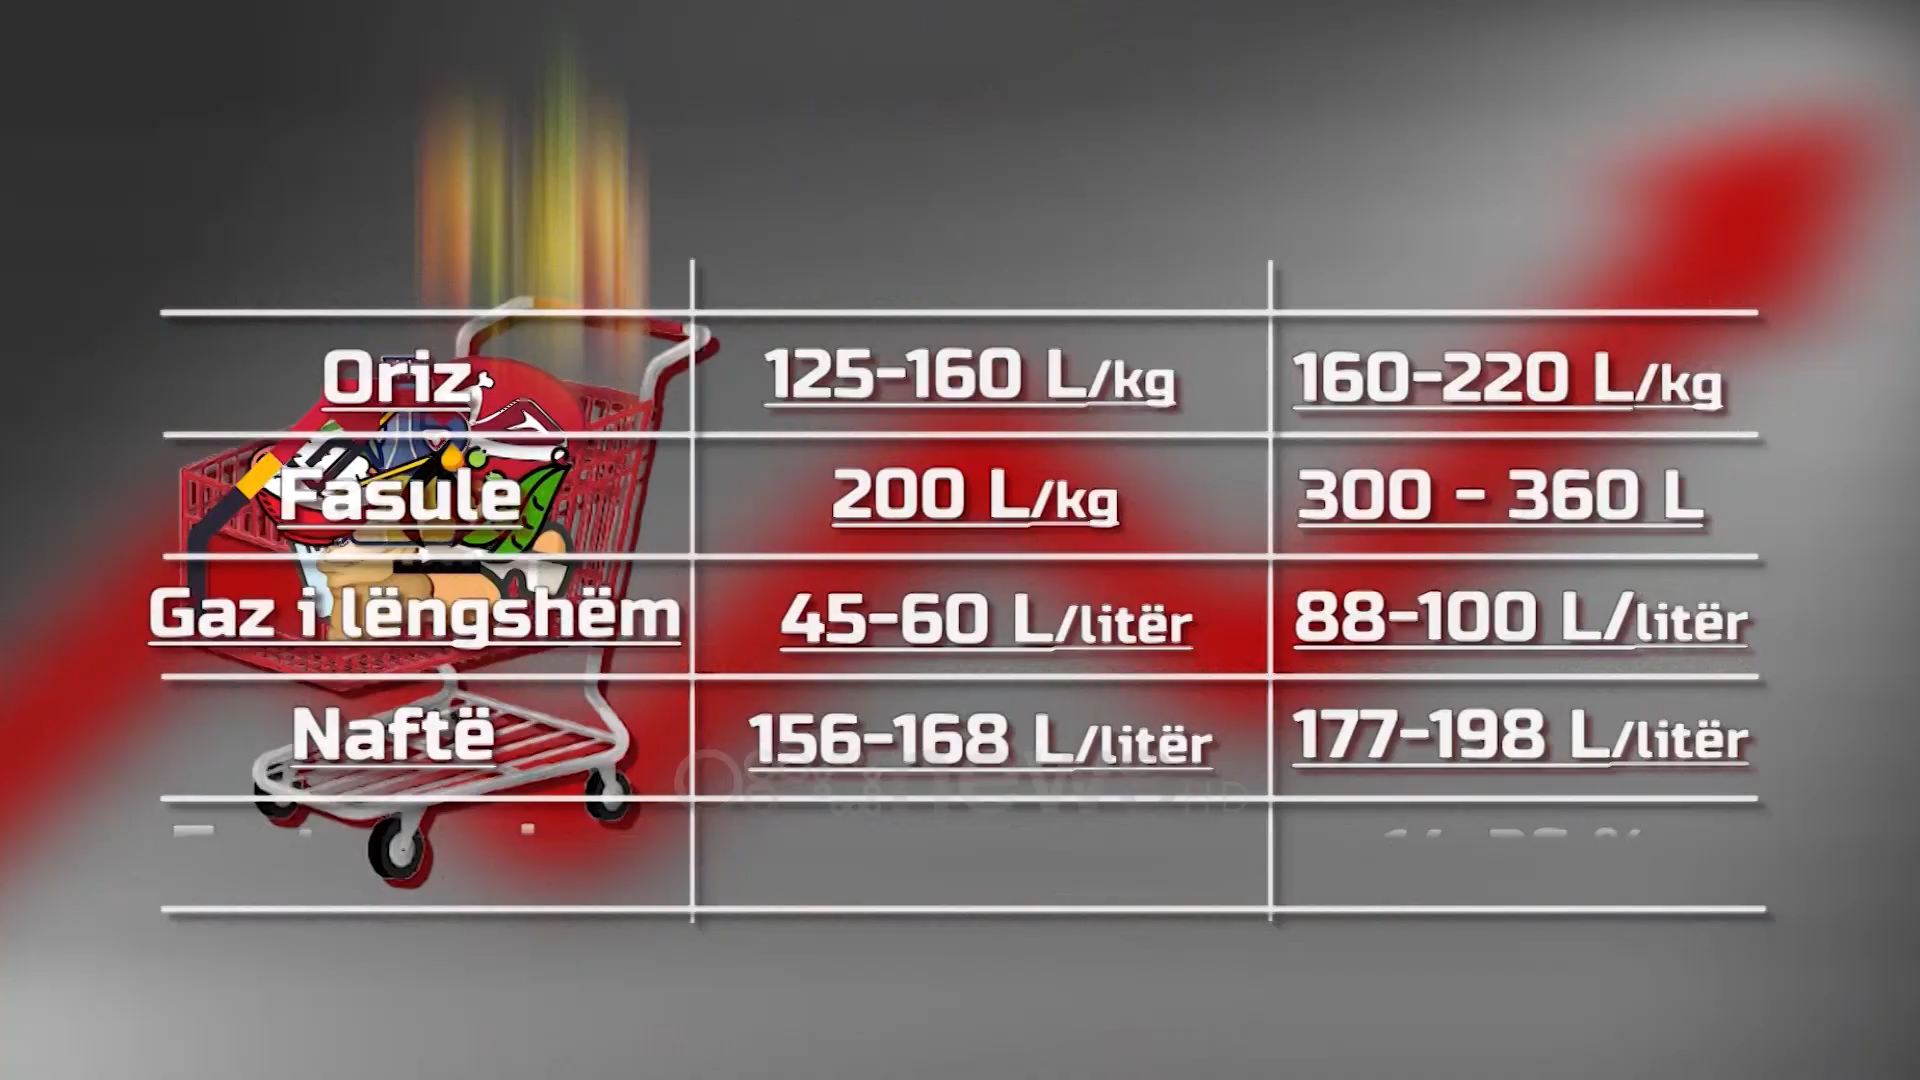 Oriz 125-160 L/kg 160-220 L/kg
Fasule 200 L/kg 300 - 360 L
Gaz i lëngshëm 45-60 L/litër 88-100 L/litër
Naftë 156-168 L/litër 177-198 L/litër